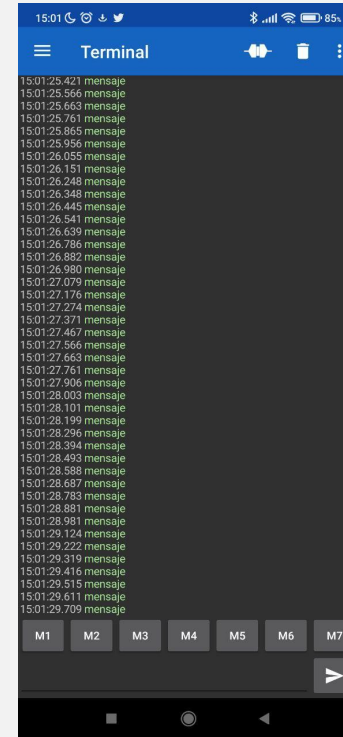 15:01 85%
Terminal
15:01:25.421 mensaje
15:01:25.566 mensaje
15:01:25.663 mensaje
15:01:25.761 mensaje
15:01:25.865 mensaje
15:01:25.956 mensaje
15:01:26.055 mensaje
15:01:26.151 mensaje
15:01:26.248 mensaje
15:01:26.348 mensaje
15:01:26.445 mensaje
15:01:26.541 mensaje
15:01:26.639 mensaje
15:01:26.786 mensaje
15:01:26.882 mensaje
15:01:26.980 mensaje
15:01:27.079 mensaje
15:01:27.176 mensaje
15:01:27.274 mensaje
15:01:27.371 mensaje
15:01:27.467 mensaje
15:01:27.566 mensaje
15:01:27.663 mensaje
15:01:27.761 mensaje
15:01:27.906 mensaje
15:01:28.003 mensaje
15:01:28.101 mensaje
15:01:28.199 mensaje
15:01:28.296 mensaje
15:01:28.394 mensaje
15:01:28.493 mensaje
15:01:28.588 mensaje
15:01:28.687 mensaje
15:01:28.783 mensaje
15:01:28.881 mensaje
15:01:28.981 mensaje
15:01:29.124 mensaje
15:01:29.222 mensaje
15:01:29.319 mensaje
15:01:29.416 mensaje
15:01:29.515 mensaje
15:01:29.611 mensaje
15:01:29.709 mensaje
M1 M2 M3 M4 M5 M6 M7